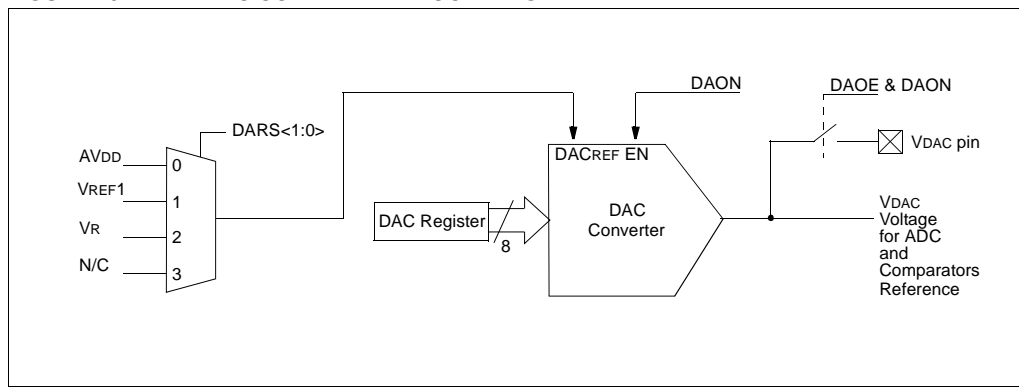 DAON
DAOE & DAON
DARS<1:0>
AVDD
0
VREF1
1
VR
2
N/C
3
DACREF EN
DAC Register
8
DAC
Converter
VDAC pin
VDAC
Voltage
for ADC
and
Comparators
Reference